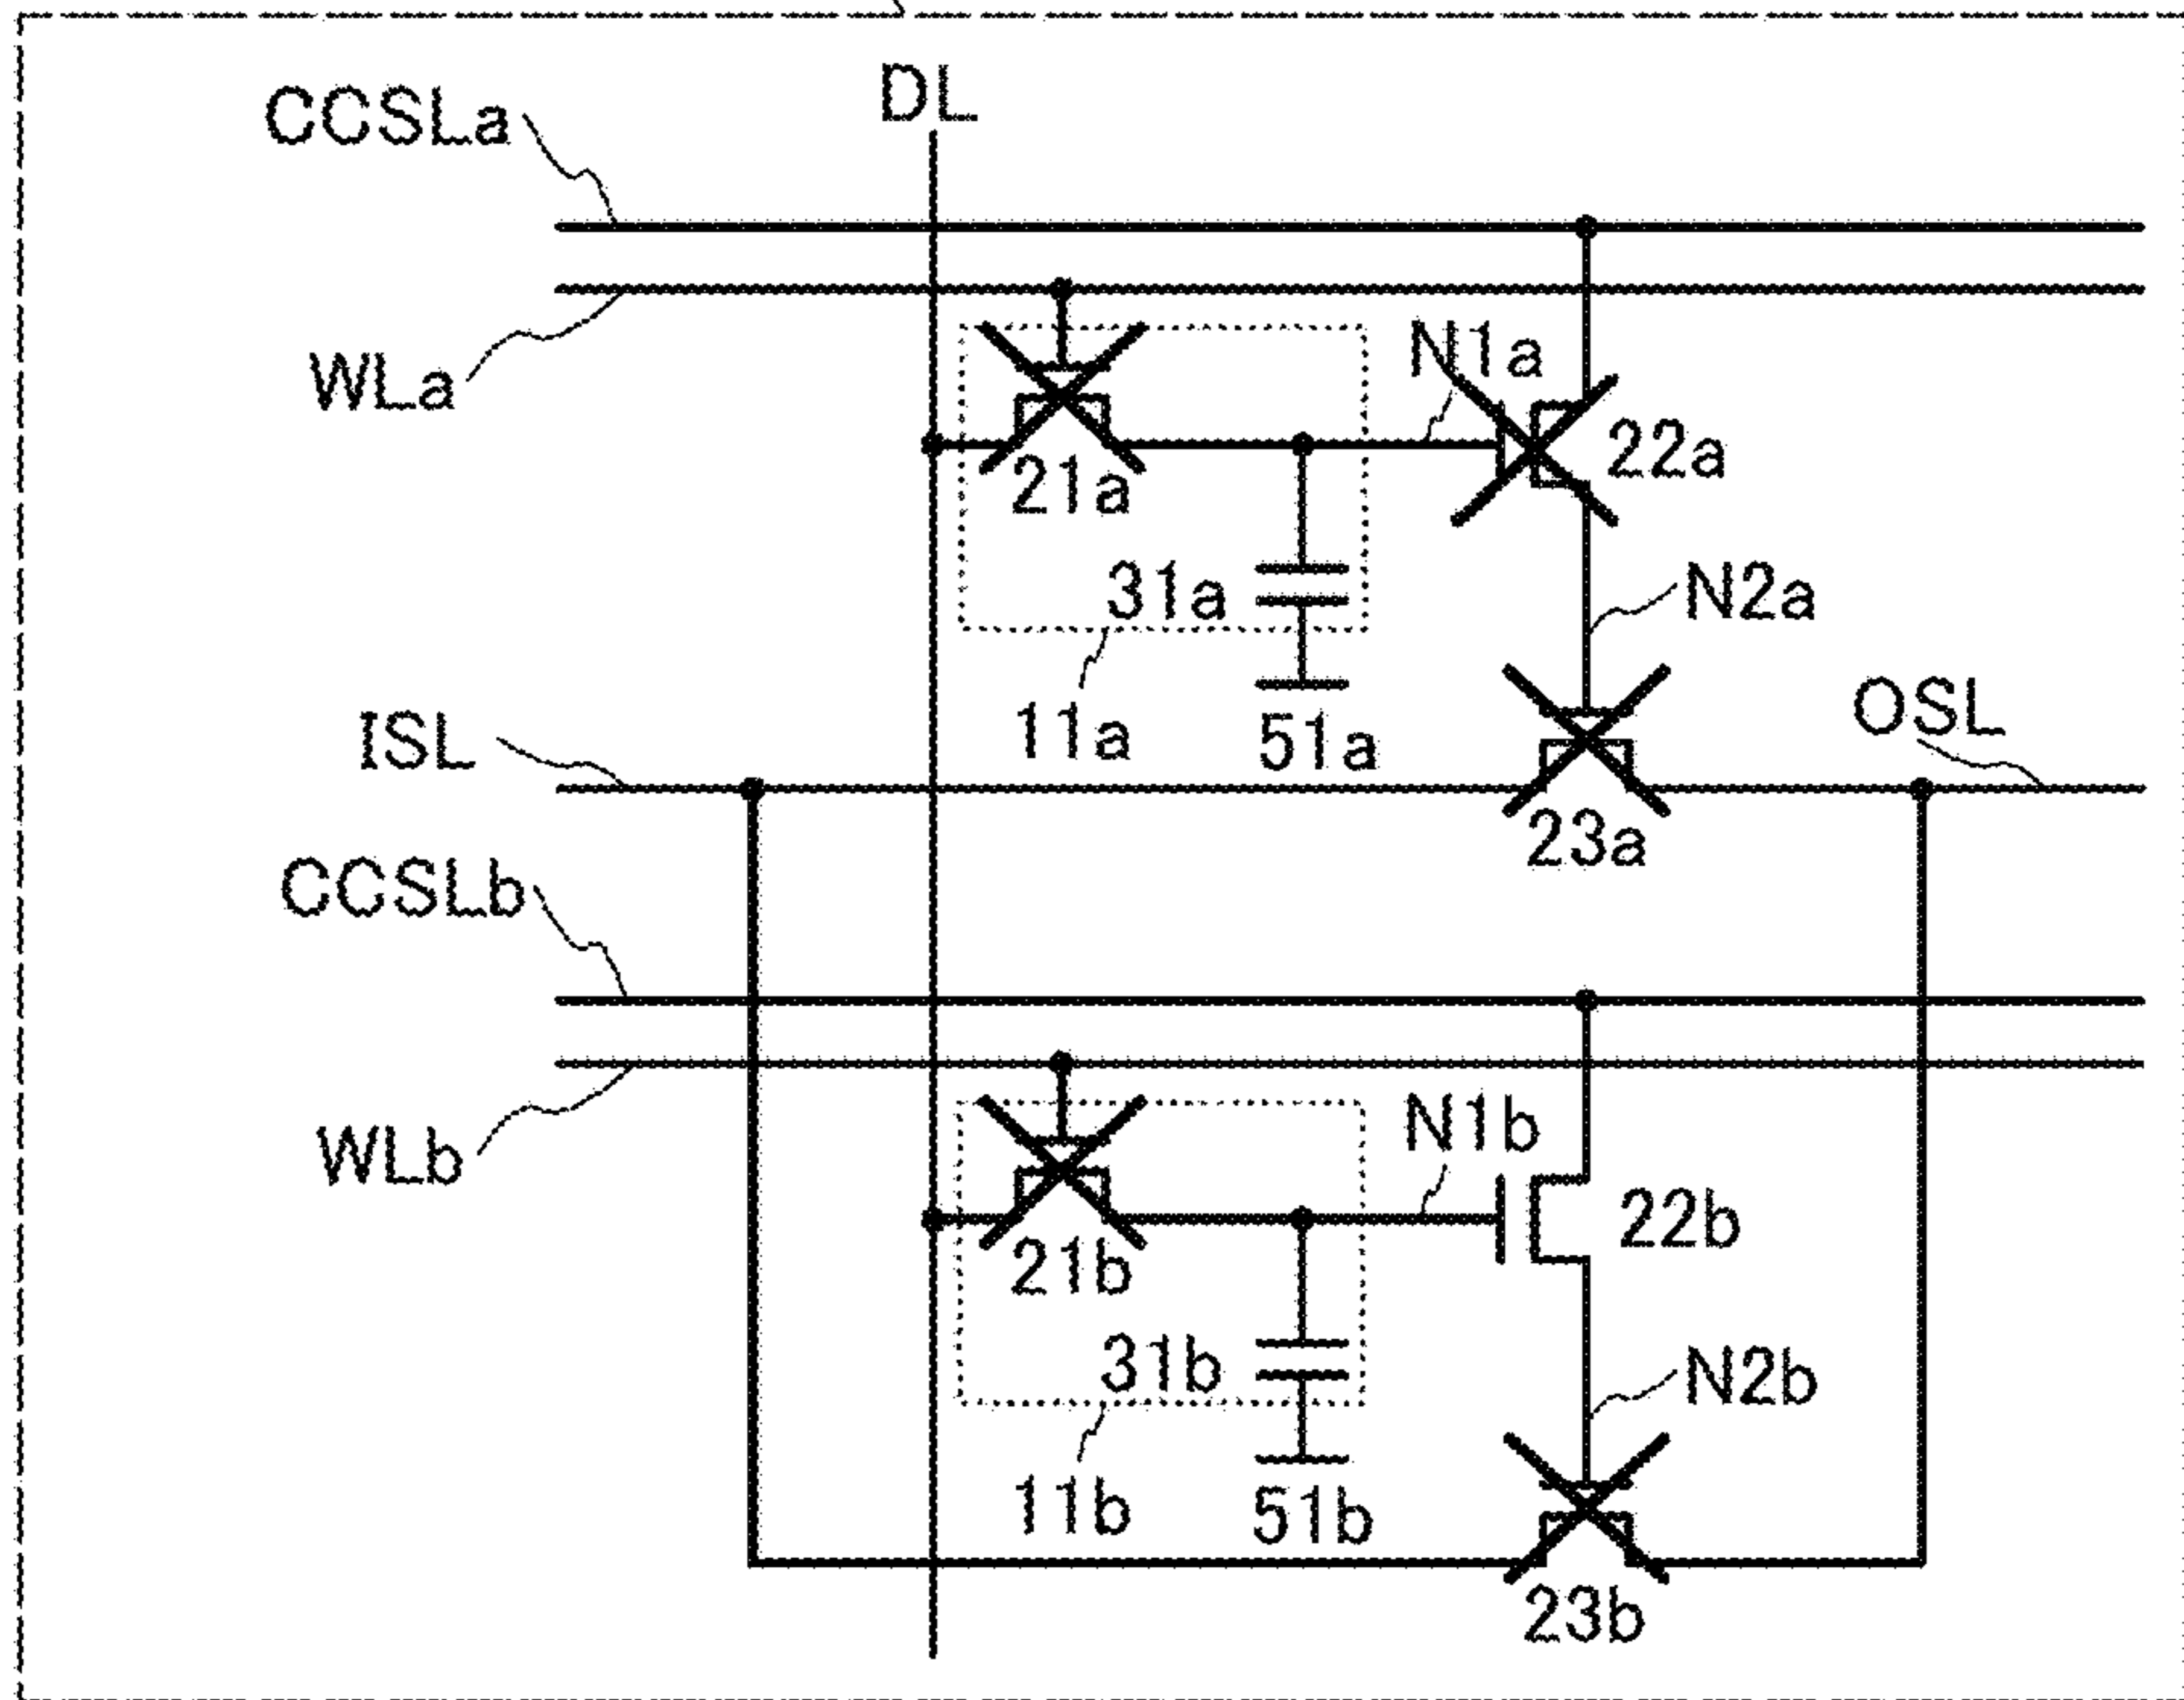 DL
CCSLa
WLa
N1a
22a
21a
31a
N2a
11a
51a
ISL
OSL
23a
CCSLb
WLb
N1b
22b
21b
31b
N2b
11b
51b
23b